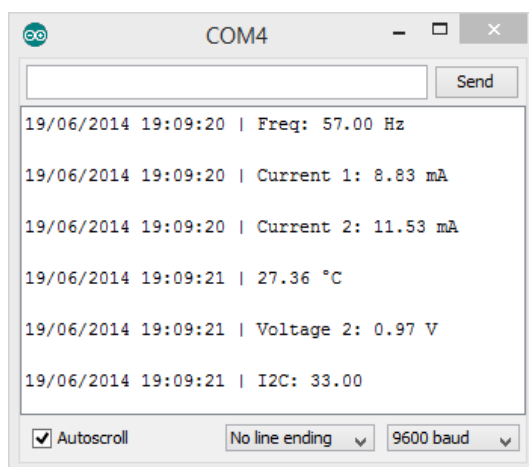 COM4
Send
19/06/2014 19:09:20 | Freq: 57.00 Hz
19/06/2014 19:09:20 | Current 1: 8.83 mA
19/06/2014 19:09:20 | Current 2: 11.53 mA
19/06/2014 19:09:21 | 27.36 °C
19/06/2014 19:09:21 | Voltage 2: 0.97 V
19/06/2014 19:09:21 | I2C: 33.00
Autoscroll No line ending 9600 baud